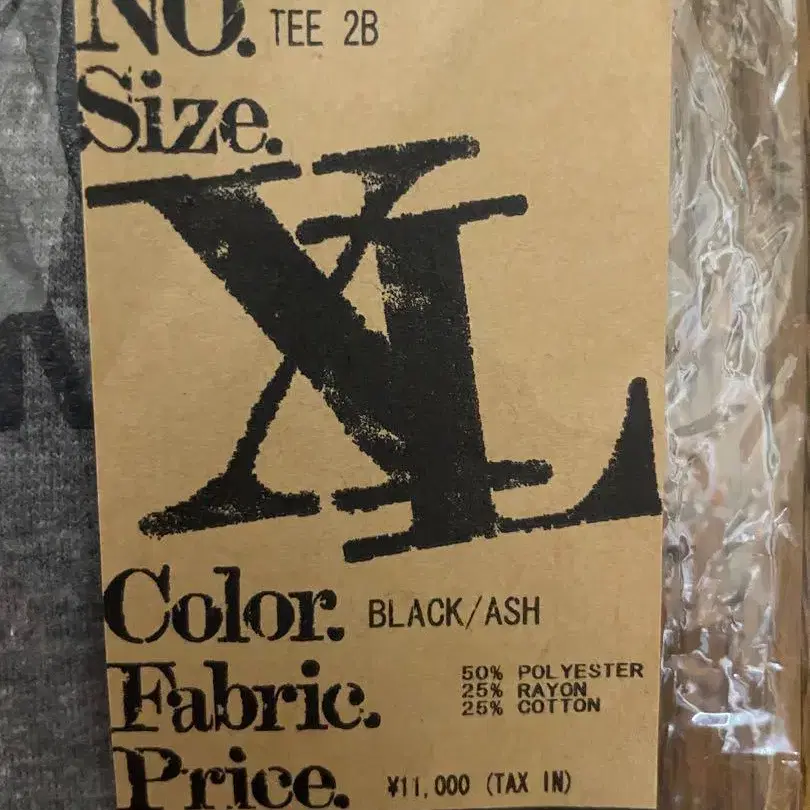 NO. TEE 2B
Size.
XL
Color. BLACK/ASH
Fabric. 50% POLYESTER
25% RAYON
25% COTTON
Price. ¥11,000 (TAX IN)